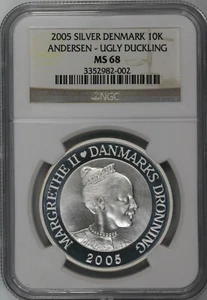 2005 SILVER DENMARK 10K
ANDERSEN - UGLY DUCKLING
MS 68
3352982-002
NGC
MARGRETHE II ♥ DANMARKS DRONNING
2005